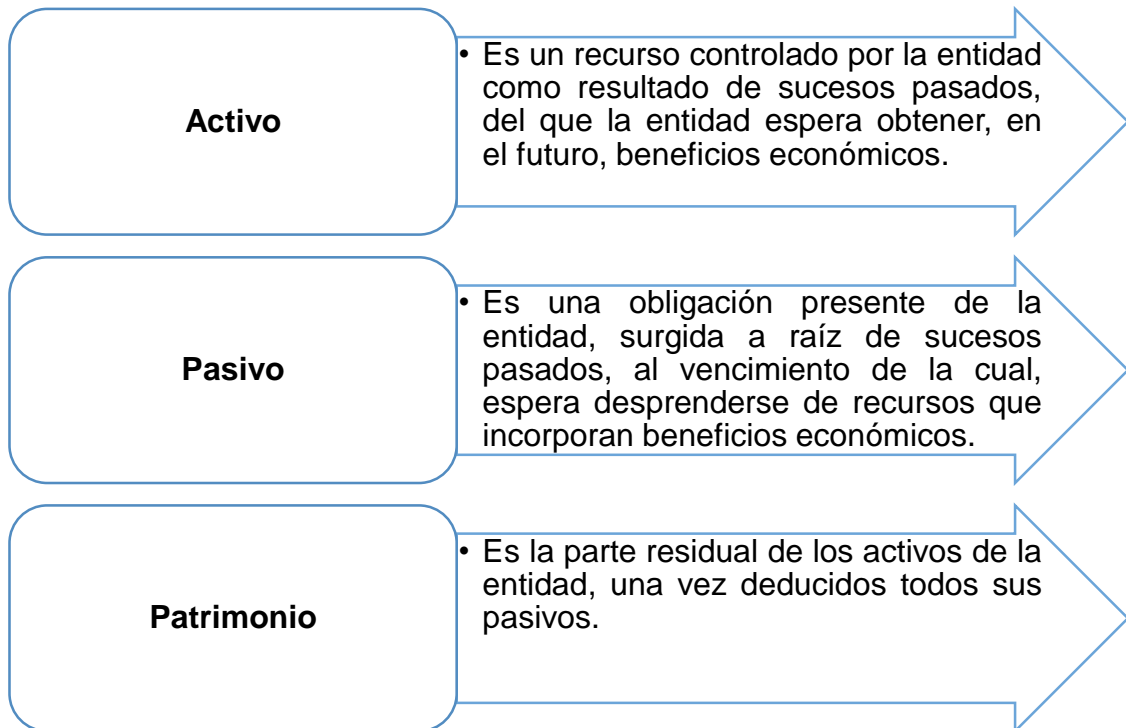 Activo
• Es un recurso controlado por la entidad
como resultado de sucesos pasados,
del que la entidad espera obtener, en
el futuro, beneficios económicos.
Pasivo
• Es una obligación presente de la
entidad, surgida a raíz de sucesos
pasados, al vencimiento de la cual,
espera desprenderse de recursos que
incorporan beneficios económicos.
Patrimonio
• Es la parte residual de los activos de la
entidad, una vez deducidos todos sus
pasivos.